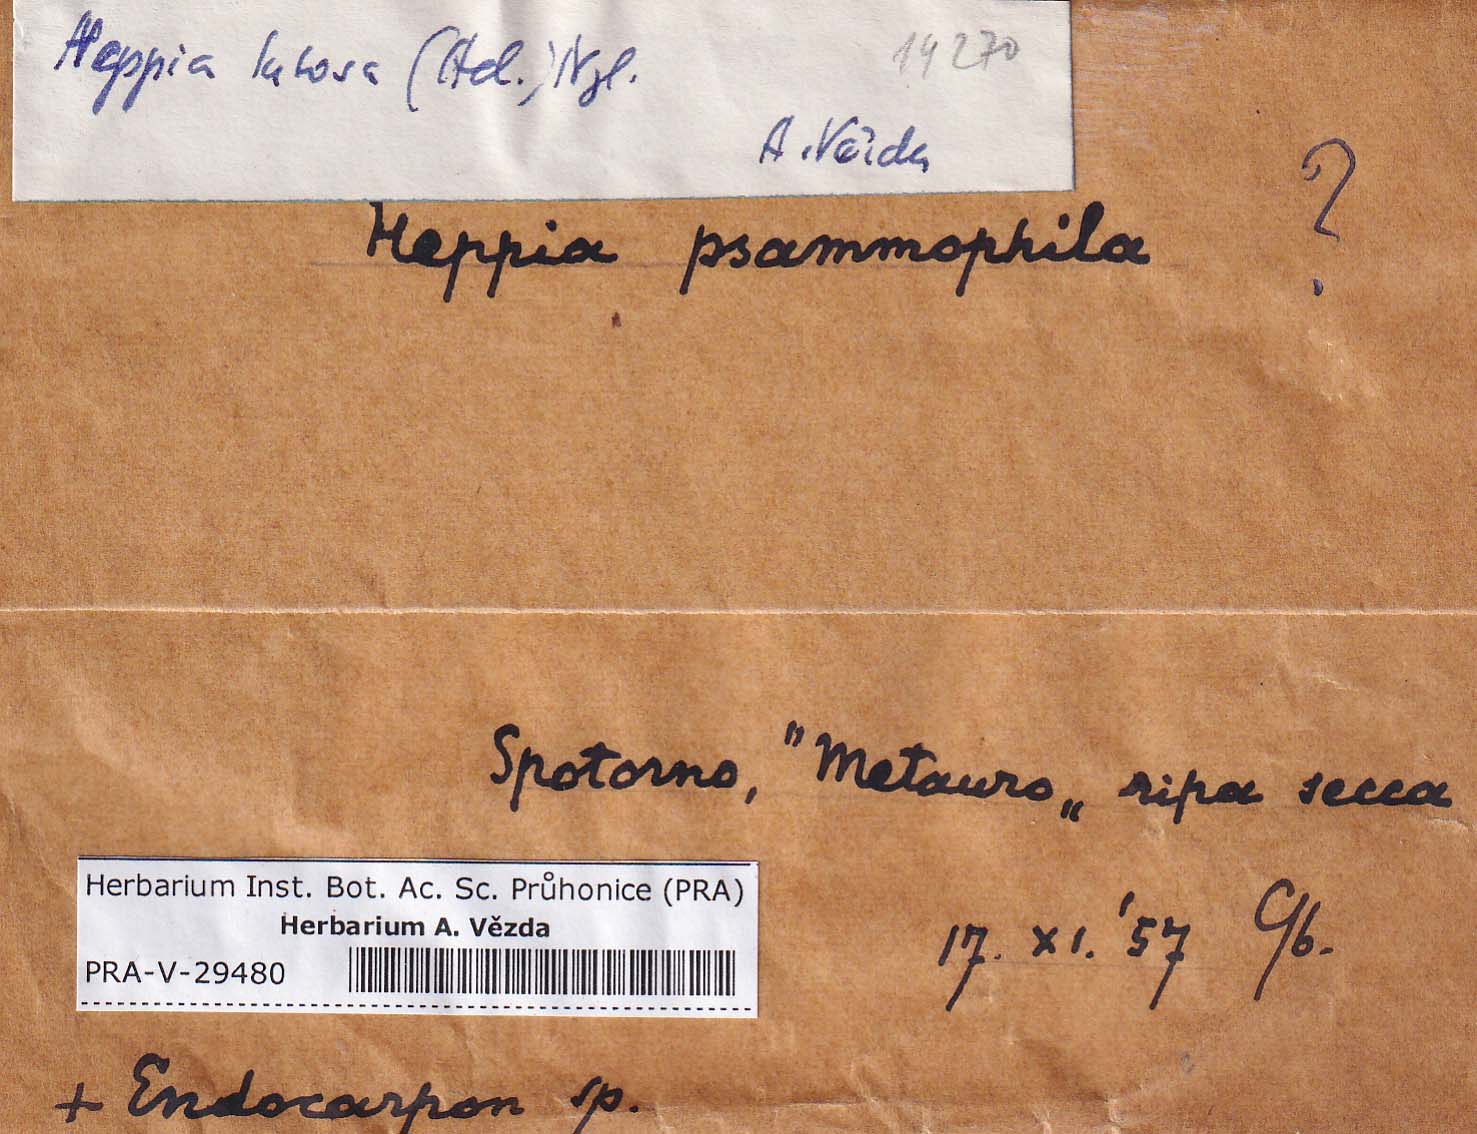 Heppia lutosa (Ach.) Nyl.
14270
A. Vězda
?
Heppia psammophila
Spotorno, "Metauro„ ripa secca
Herbarium Inst. Bot. Ac. Sc. Průhonice (PRA)
Herbarium A. Vězda
PRA-V-29480
17. XI. '57
+ Endocarpon sp.